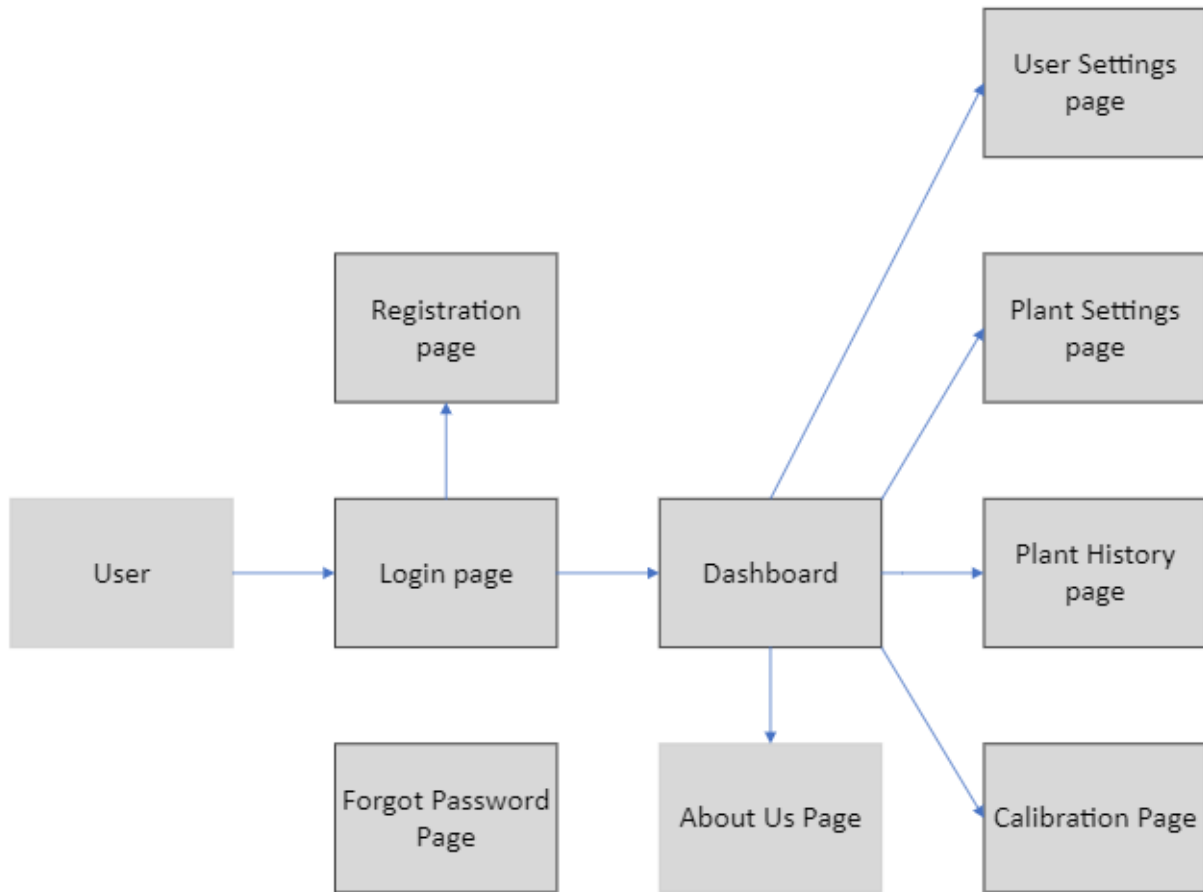 User Settings
page
Registration
page
Plant Settings
page
User
Login page
Dashboard
Plant History
page
Forgot Password
Page
About Us Page
Calibration Page